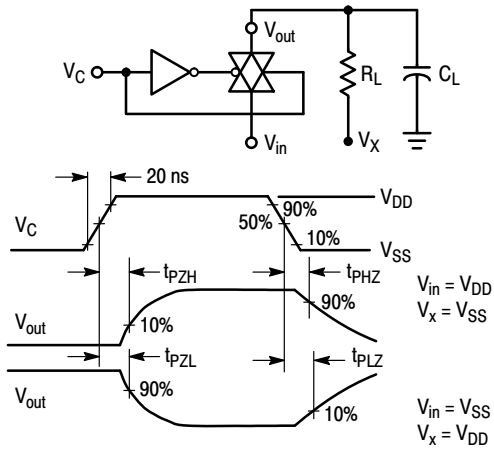 V_out
V_C
R_L
C_L
V_in
V_X
20 ns
V_DD
90%
50%
V_C
10%
V_SS
t_PZH
t_PHZ
V_in = V_DD
90%
V_x = V_SS
V_out
10%
t_PZL
t_PLZ
V_out
90%
10%
V_in = V_SS
V_x = V_DD